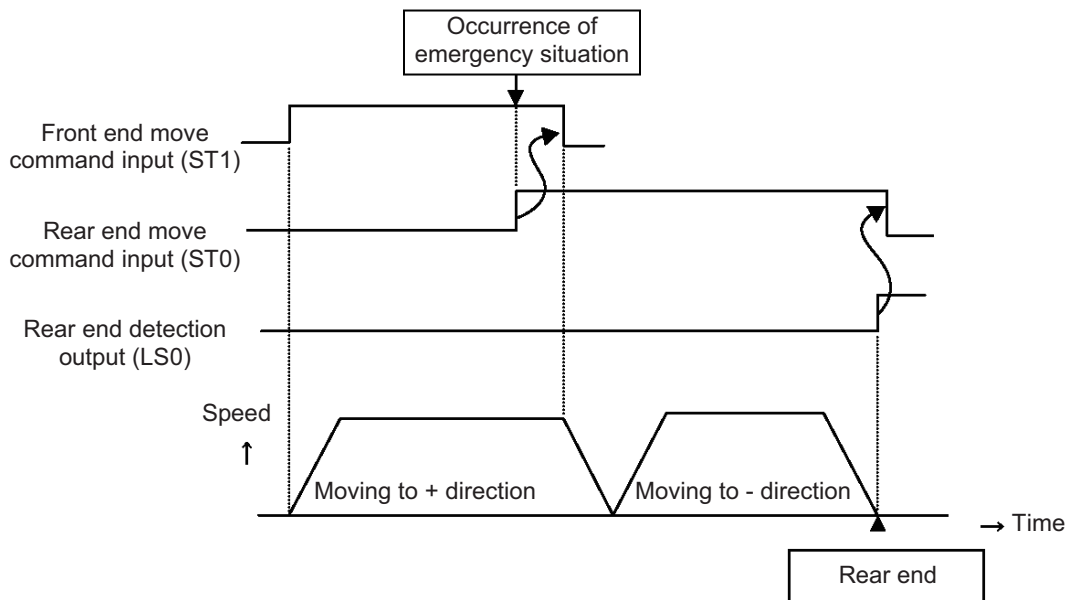 Occurrence of
emergency situation
Front end move
command input (ST1)
Rear end move
command input (ST0)
Rear end detection
output (LS0)
Speed
↑
Moving to + direction
Moving to - direction
→ Time
Rear end